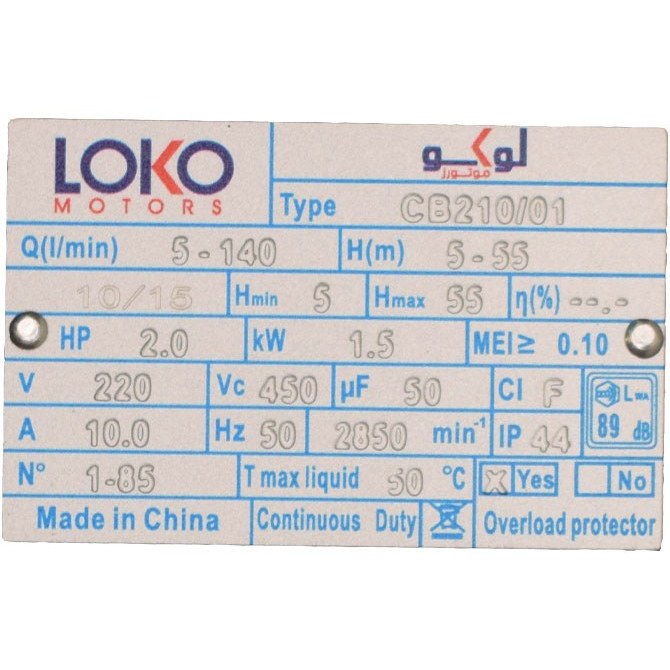 LOKO
MOTORS
لوكو
موتورز
Type CB210/01
Q(l/min) 5-140 H(m) 5-55
10/15 Hmin 5 Hmax 55 η(%) --.-
HP 2.0 kW 1.5 MEI≥ 0.10
V 220 Vc 450 µF 50 Cl F LWA
A 10.0 Hz 50 2850 min⁻¹ IP 44 89 dB
N° 1-85 T max liquid 50 °C X Yes No
Made in China Continuous Duty Overload protector